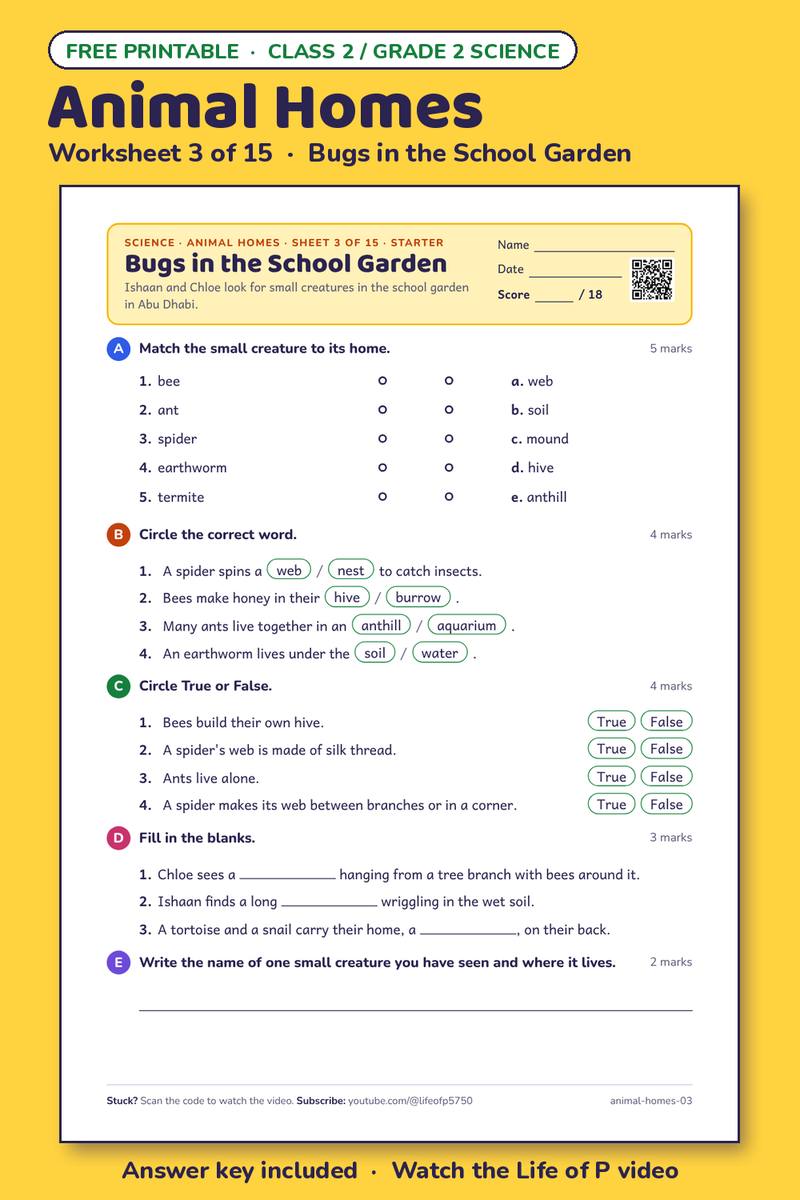 FREE PRINTABLE · CLASS 2 / GRADE 2 SCIENCE
Animal Homes
Worksheet 3 of 15 · Bugs in the School Garden
SCIENCE · ANIMAL HOMES · SHEET 3 OF 15 · STARTER
Bugs in the School Garden
Ishaan and Chloe look for small creatures in the school garden
in Abu Dhabi.
Name
Date
Score / 18
A Match the small creature to its home. 5 marks
1. bee a. web
2. ant b. soil
3. spider c. mound
4. earthworm d. hive
5. termite e. anthill
B Circle the correct word. 4 marks
1. A spider spins a web / nest to catch insects.
2. Bees make honey in their hive / burrow .
3. Many ants live together in an anthill / aquarium .
4. An earthworm lives under the soil / water .
C Circle True or False. 4 marks
1. Bees build their own hive. True False
2. A spider's web is made of silk thread. True False
3. Ants live alone. True False
4. A spider makes its web between branches or in a corner. True False
D Fill in the blanks. 3 marks
1. Chloe sees a ____________ hanging from a tree branch with bees around it.
2. Ishaan finds a long ____________ wriggling in the wet soil.
3. A tortoise and a snail carry their home, a ____________, on their back.
E Write the name of one small creature you have seen and where it lives. 2 marks
Stuck? Scan the code to watch the video. Subscribe: youtube.com/@lifeofp5750 animal-homes-03
Answer key included · Watch the Life of P video